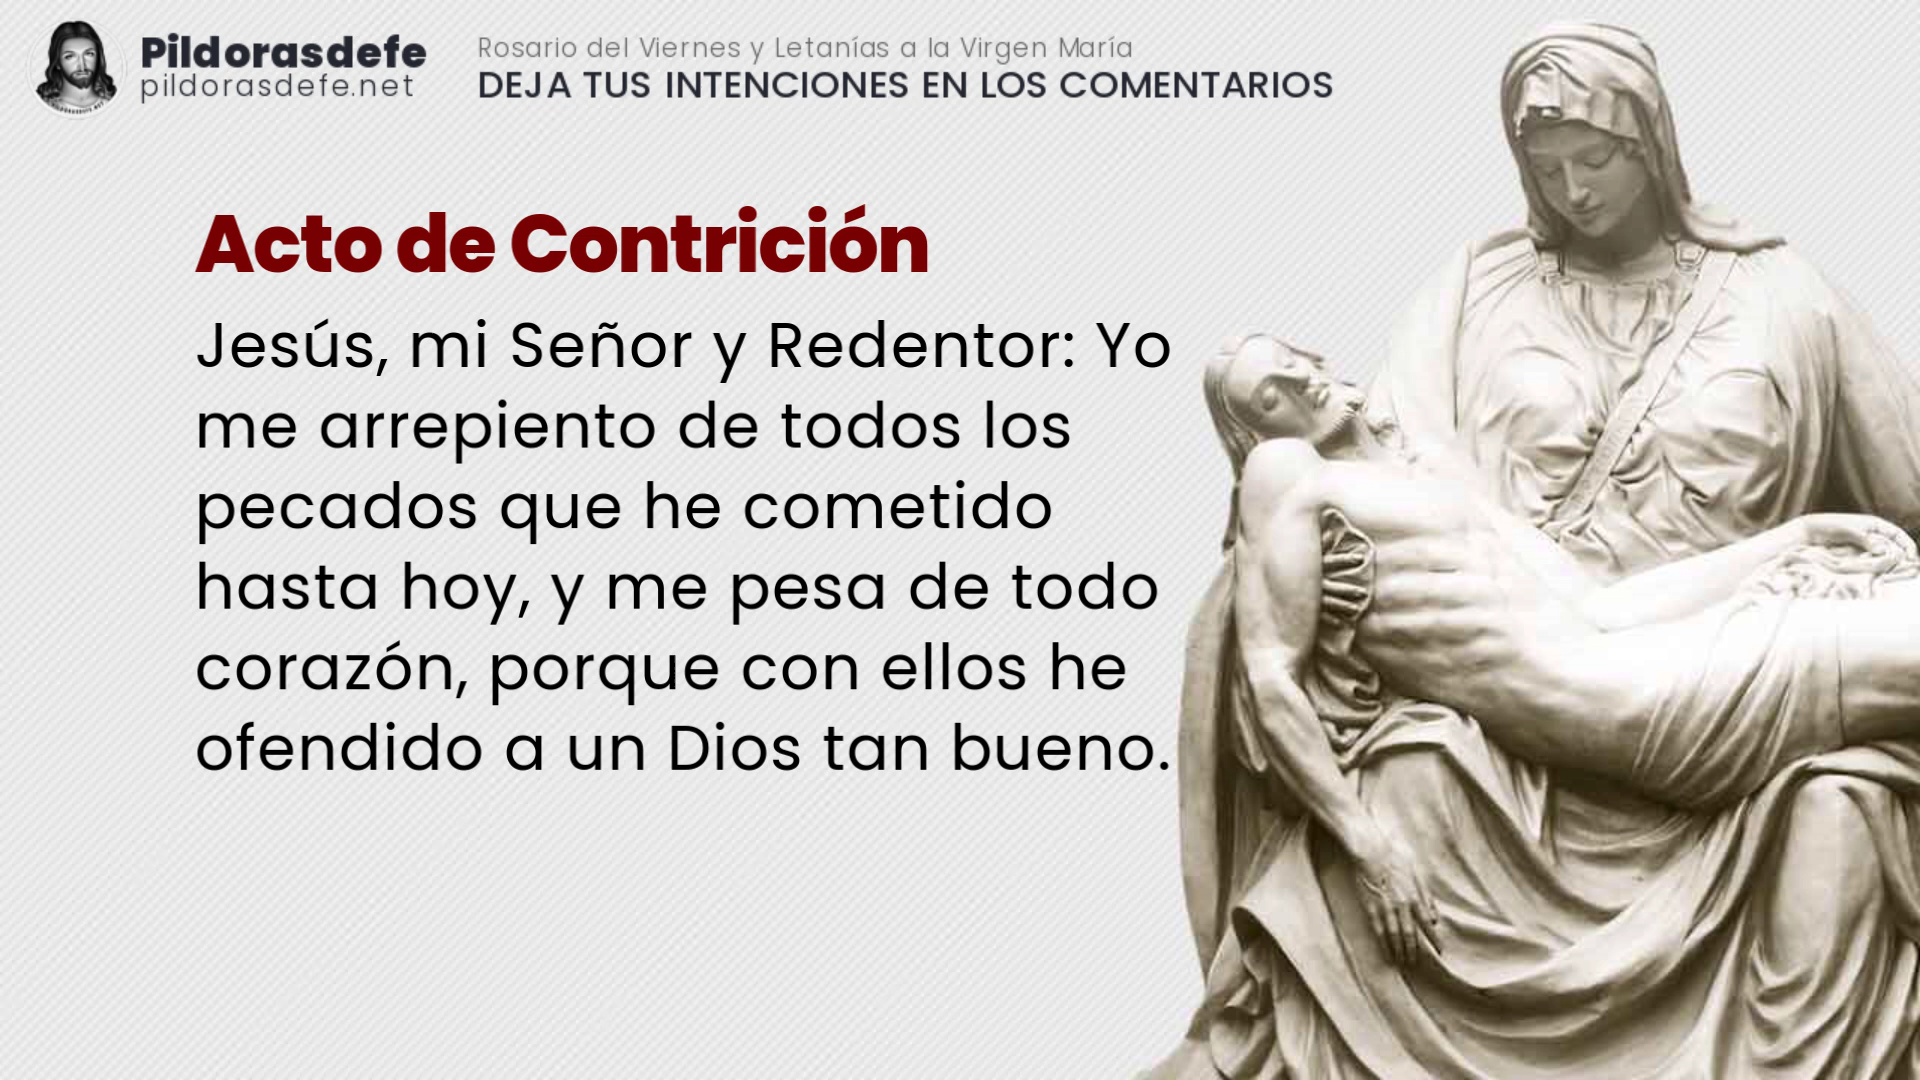 Pildorasdefe
pildorasdefe.net
Rosario del Viernes y Letanías a la Virgen María
DEJA TUS INTENCIONES EN LOS COMENTARIOS
Acto de Contrición
Jesús, mi Señor y Redentor: Yo
me arrepiento de todos los
pecados que he cometido
hasta hoy, y me pesa de todo
corazón, porque con ellos he
ofendido a un Dios tan bueno.